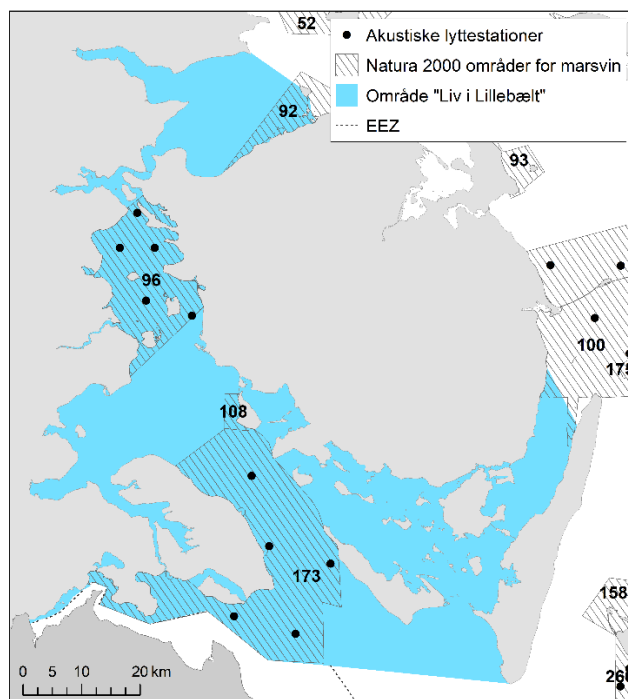 52
Akustiske lyttestationer
Natura 2000 områder for marsvin
Område "Liv i Lillebælt"
EEZ
92
93
96
100
175
108
173
158
0 5 10 20 km